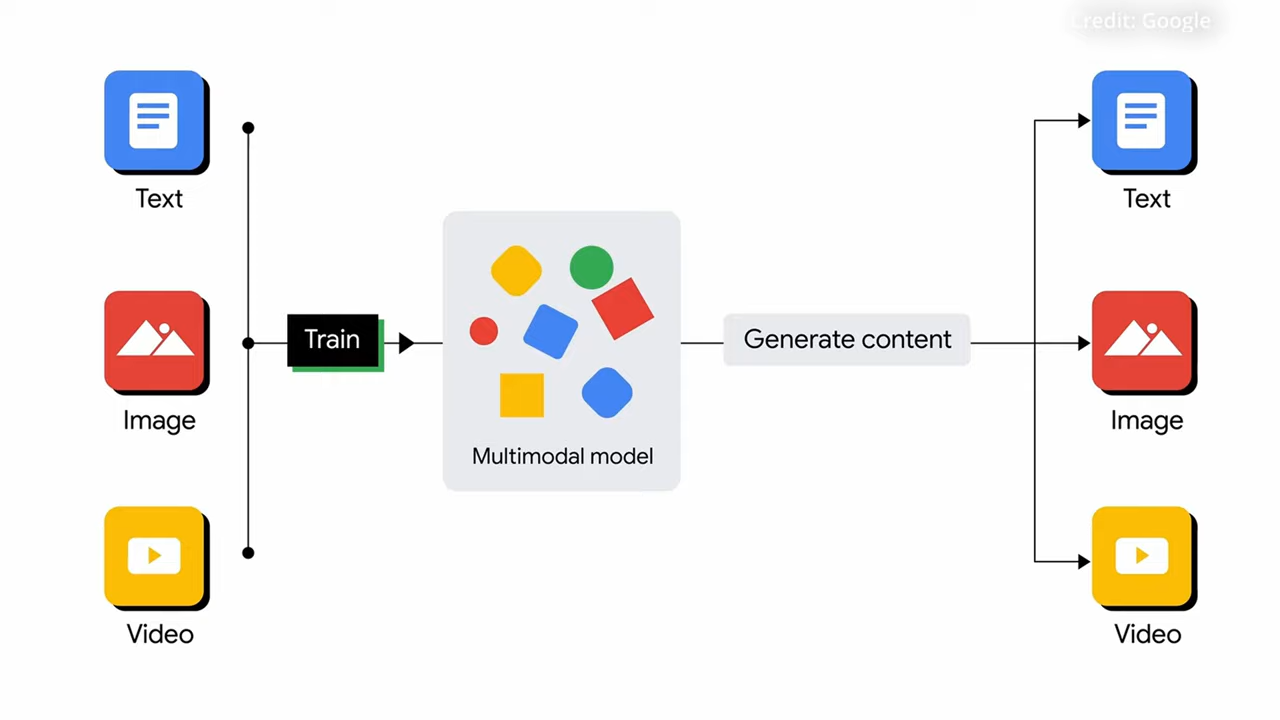 Credit: Google
Text
Image
Video
Train
Multimodal model
Generate content
Text
Image
Video